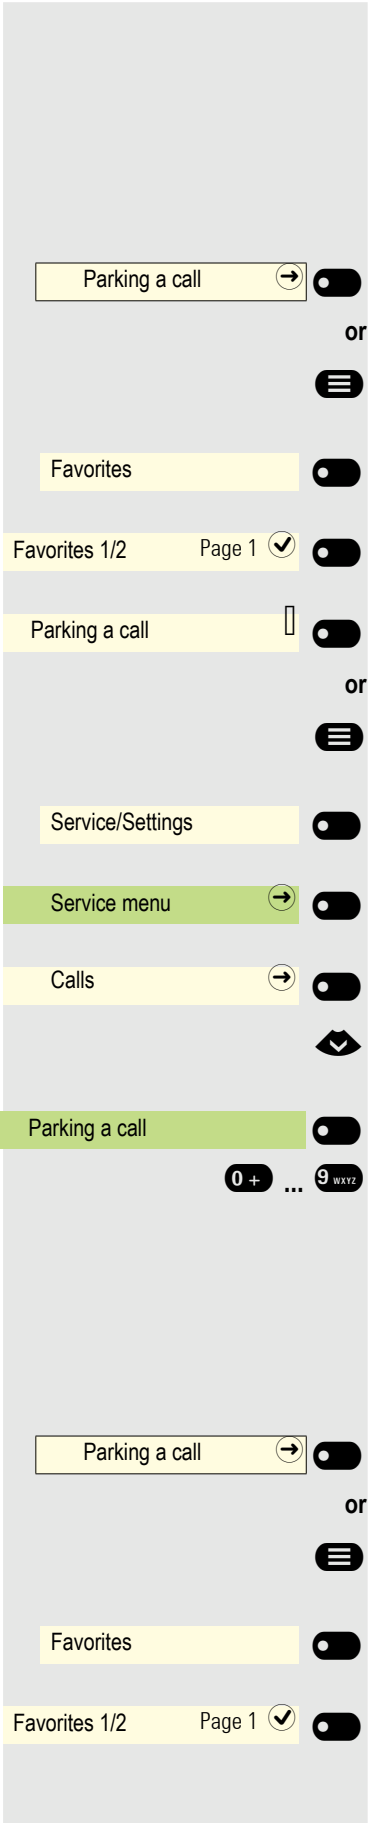 Parking a call
or
Favorites
Favorites 1/2 Page 1
Parking a call
or
Service/Settings
Service menu
Calls
Parking a call
0 + ... 9 WXYZ
Parking a call
or
Favorites
Favorites 1/2 Page 1